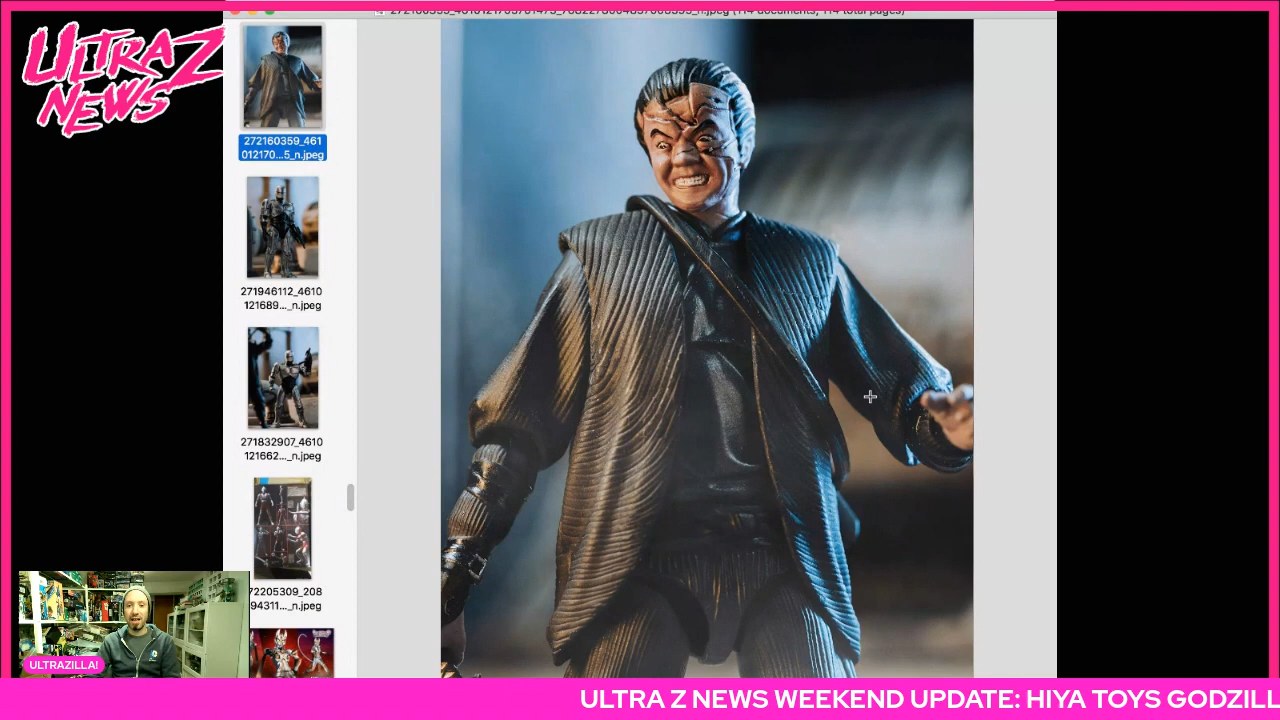 ULTRA Z
NEWS
272160359_461
012170...5_n.jpeg
271946112_4610
121689..._n.jpeg
271832907_4610
121662..._n.jpeg
72205309_208
94311..._n.jpeg
ULTRAZILLA!
ULTRA Z NEWS WEEKEND UPDATE: HIYA TOYS GODZILL